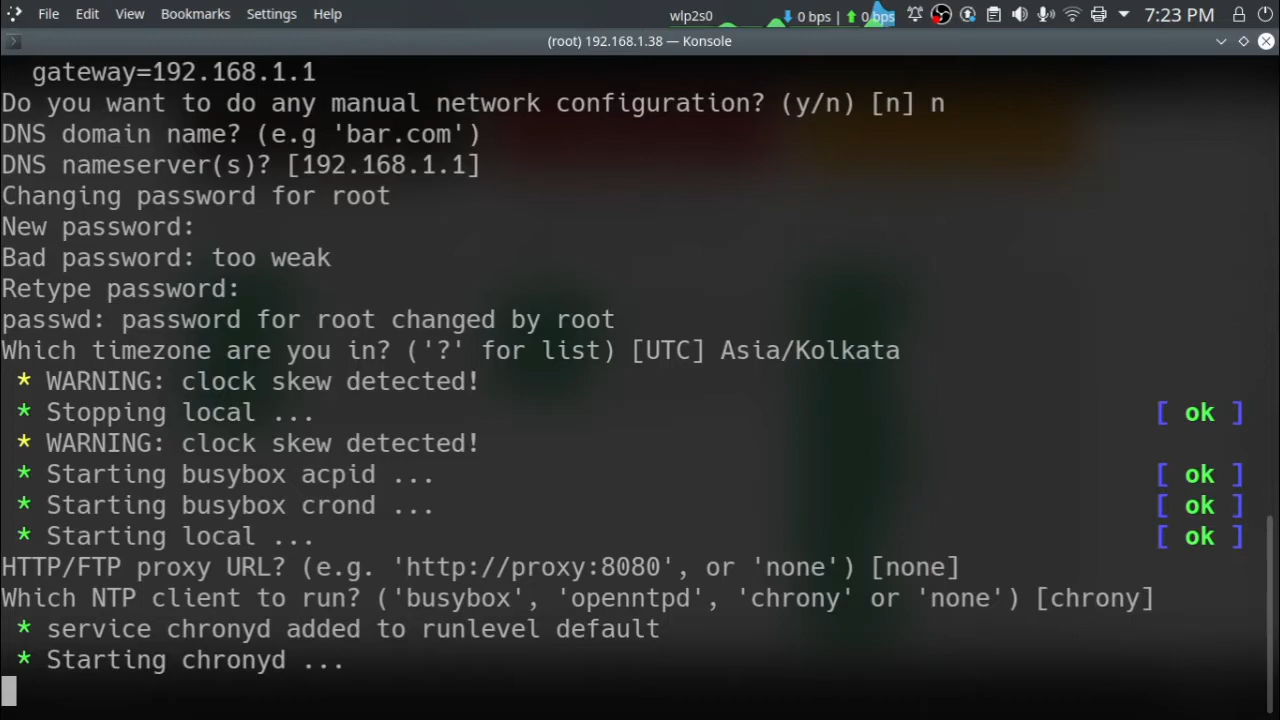 File Edit View Bookmarks Settings Help wlp2s0 0 bps | 0 bps 7:23 PM
(root) 192.168.1.38 — Konsole
gateway=192.168.1.1
Do you want to do any manual network configuration? (y/n) [n] n
DNS domain name? (e.g 'bar.com')
DNS nameserver(s)? [192.168.1.1]
Changing password for root
New password:
Bad password: too weak
Retype password:
passwd: password for root changed by root
Which timezone are you in? ('?' for list) [UTC] Asia/Kolkata
* WARNING: clock skew detected!
* Stopping local ... [ ok ]
* WARNING: clock skew detected!
* Starting busybox acpid ... [ ok ]
* Starting busybox crond ... [ ok ]
* Starting local ... [ ok ]
HTTP/FTP proxy URL? (e.g. 'http://proxy:8080', or 'none') [none]
Which NTP client to run? ('busybox', 'openntpd', 'chrony' or 'none') [chrony]
* service chronyd added to runlevel default
* Starting chronyd ...